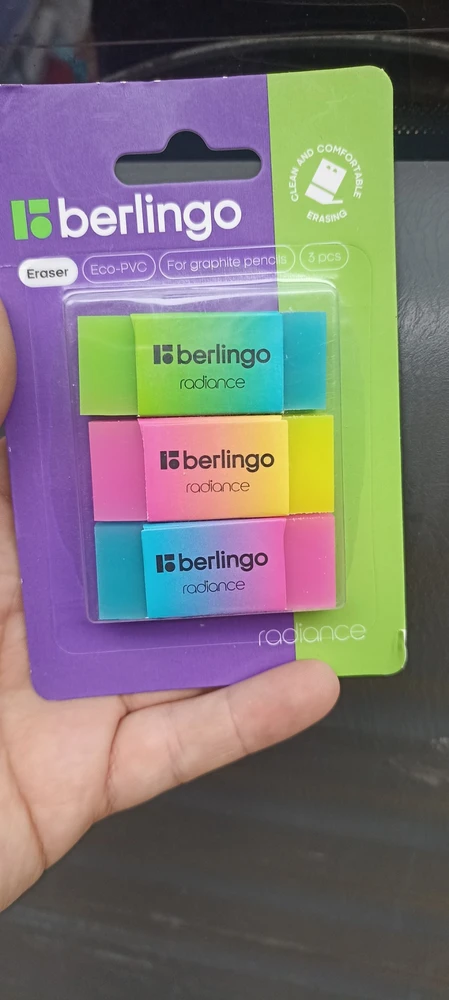 CLEAN AND COMFORTABLE
ERASING
berlingo
Eraser Eco-PVC For graphite pencils 3 pcs
berlingo
radiance
berlingo
radiance
berlingo
radiance
radiance